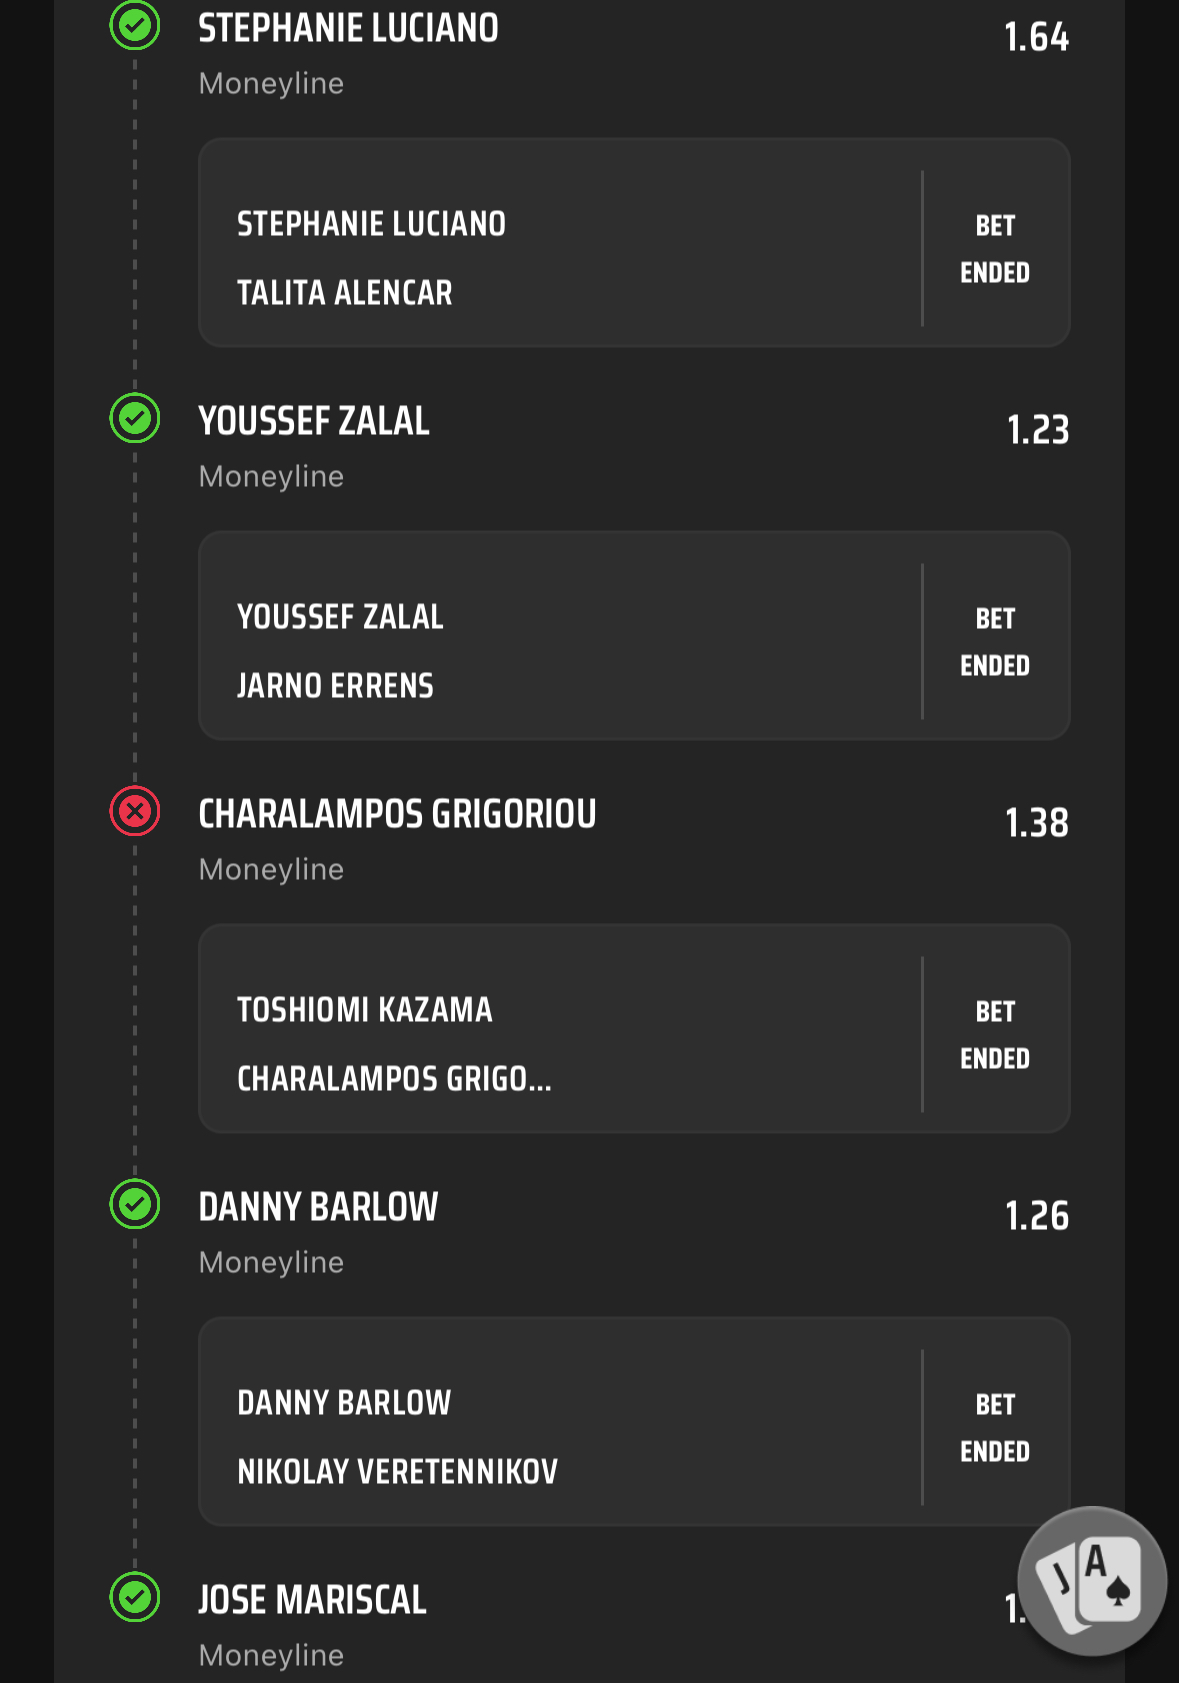 STEPHANIE LUCIANO
1.64
Moneyline
STEPHANIE LUCIANO
TALITA ALENCAR
BET
ENDED
YOUSSEF ZALAL
1.23
Moneyline
YOUSSEF ZALAL
JARNO ERRENS
BET
ENDED
CHARALAMPOS GRIGORIOU
1.38
Moneyline
TOSHIOMI KAZAMA
CHARALAMPOS GRIGO...
BET
ENDED
DANNY BARLOW
1.26
Moneyline
DANNY BARLOW
NIKOLAY VERETENNIKOV
BET
ENDED
JOSE MARISCAL
Moneyline
J
A